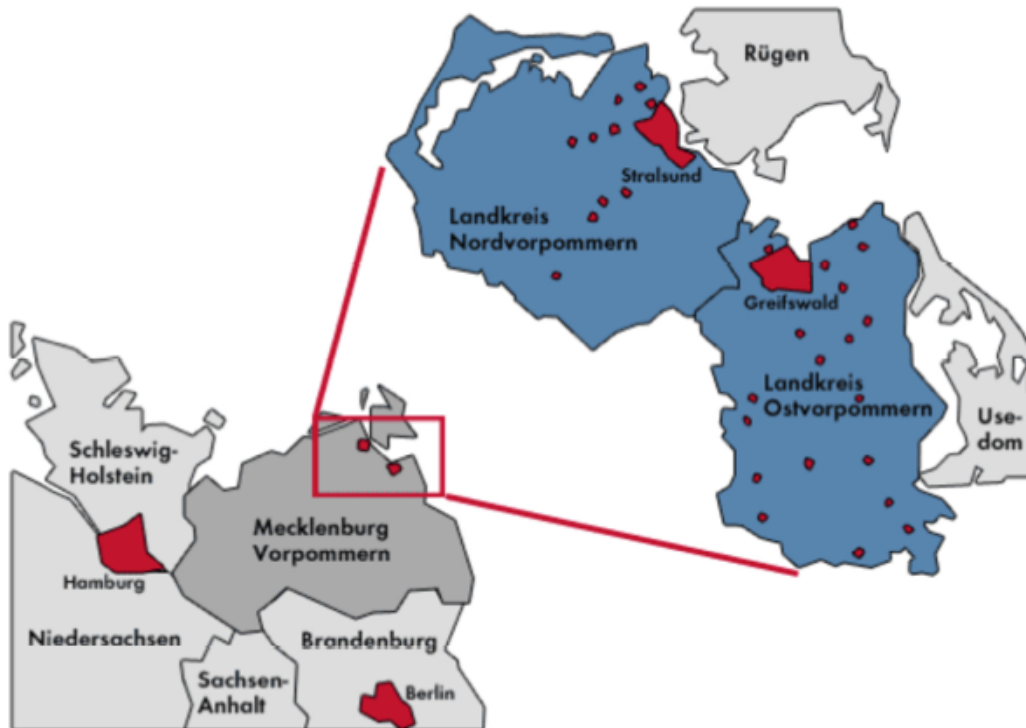 Rügen
Stralsund
Landkreis
Nordvorpommern
Greifswald
Landkreis
Ostvorpommern
Use-
dom
Schleswig-
Holstein
Mecklenburg
Vorpommern
Hamburg
Niedersachsen
Brandenburg
Sachsen-
Anhalt
Berlin